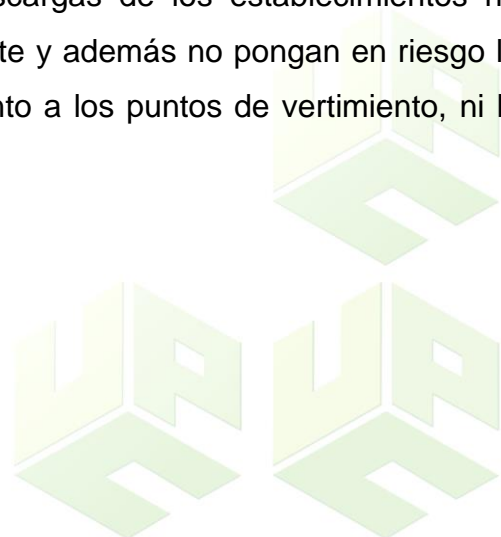 scargas de los establecimientos
te y además no pongan en riesgo
nto a los puntos de vertimiento, ni